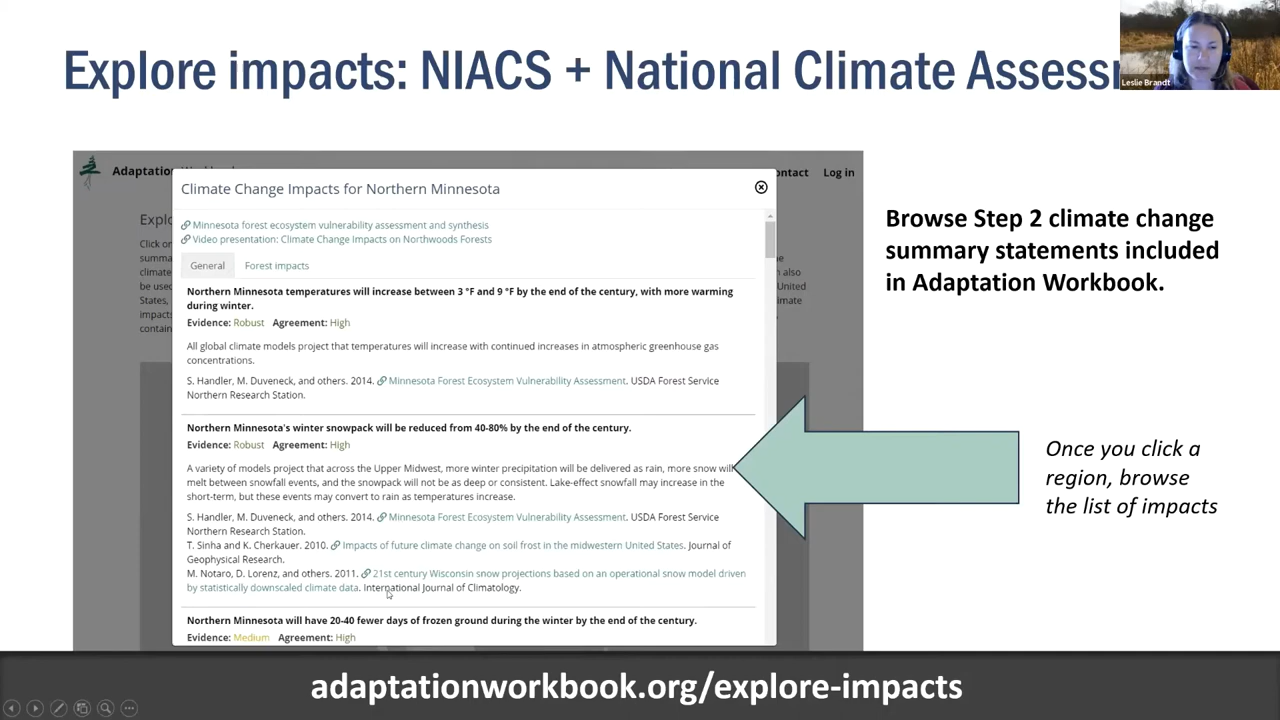 Explore impacts: NIACS + National Climate Assess
Leslie Brandt
Adaptation
ontact Log in
Climate Change Impacts for Northern Minnesota
Minnesota forest ecosystem vulnerability assessment and synthesis
Video presentation: Climate Change Impacts on Northwoods Forests
General Forest impacts
Northern Minnesota temperatures will increase between 3 °F and 9 °F by the end of the century, with more warming
during winter.
Evidence: Robust Agreement: High
All global climate models project that temperatures will increase with continued increases in atmospheric greenhouse gas
concentrations.
S. Handler, M. Duveneck, and others. 2014. Minnesota Forest Ecosystem Vulnerability Assessment. USDA Forest Service
Northern Research Station.
Northern Minnesota's winter snowpack will be reduced from 40-80% by the end of the century.
Evidence: Robust Agreement: High
A variety of models project that across the Upper Midwest, more winter precipitation will be delivered as rain, more snow will
melt between snowfall events, and the snowpack will not be as deep or consistent. Lake-effect snowfall may increase in the
short-term, but these events may convert to rain as temperatures increase.
S. Handler, M. Duveneck, and others. 2014. Minnesota Forest Ecosystem Vulnerability Assessment. USDA Forest Service
Northern Research Station.
T. Sinha and K. Cherkauer. 2010. Impacts of future climate change on soil frost in the midwestern United States. Journal of
Geophysical Research.
M. Notaro, D. Lorenz, and others. 2011. 21st century Wisconsin snow projections based on an operational snow model driven
by statistically downscaled climate data. International Journal of Climatology.
Northern Minnesota will have 20-40 fewer days of frozen ground during the winter by the end of the century.
Evidence: Medium Agreement: High
Browse Step 2 climate change
summary statements included
in Adaptation Workbook.
Once you click a
region, browse
the list of impacts
adaptationworkbook.org/explore-impacts